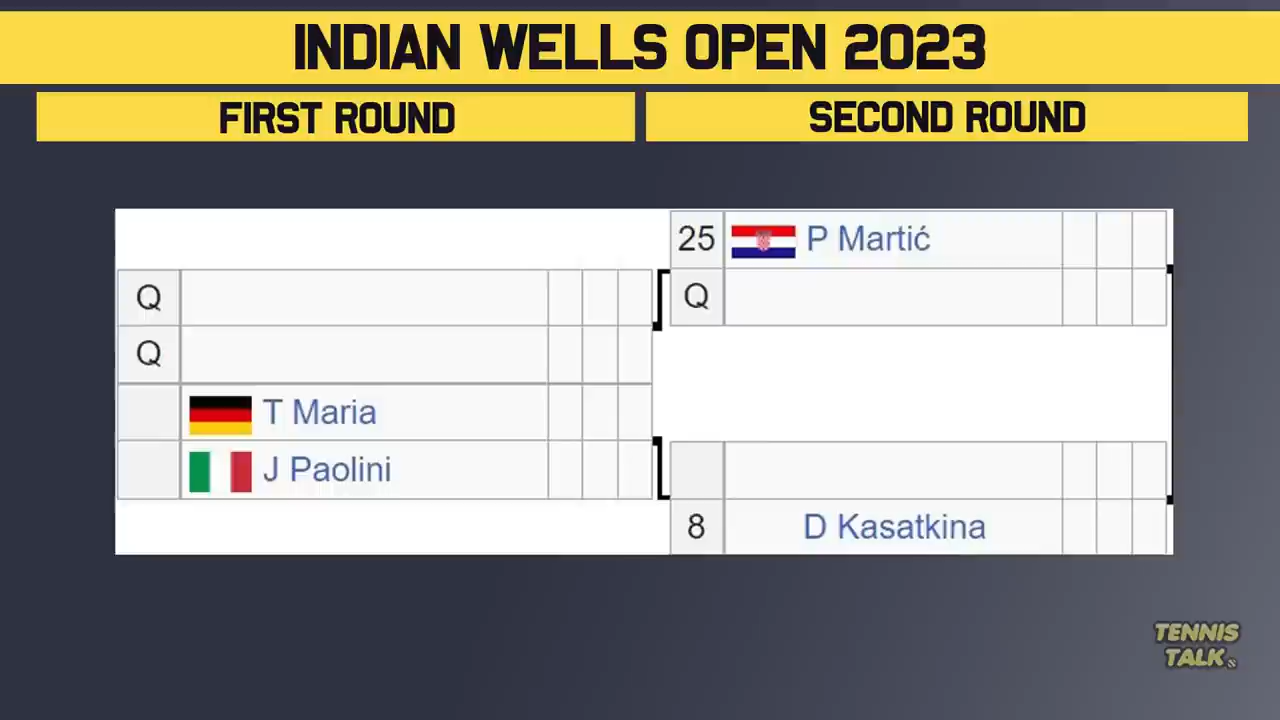 INDIAN WELLS OPEN 2023
FIRST ROUND
SECOND ROUND
25 P Martić
Q
Q
Q
T Maria
J Paolini
8 D Kasatkina
TENNIS
TALK